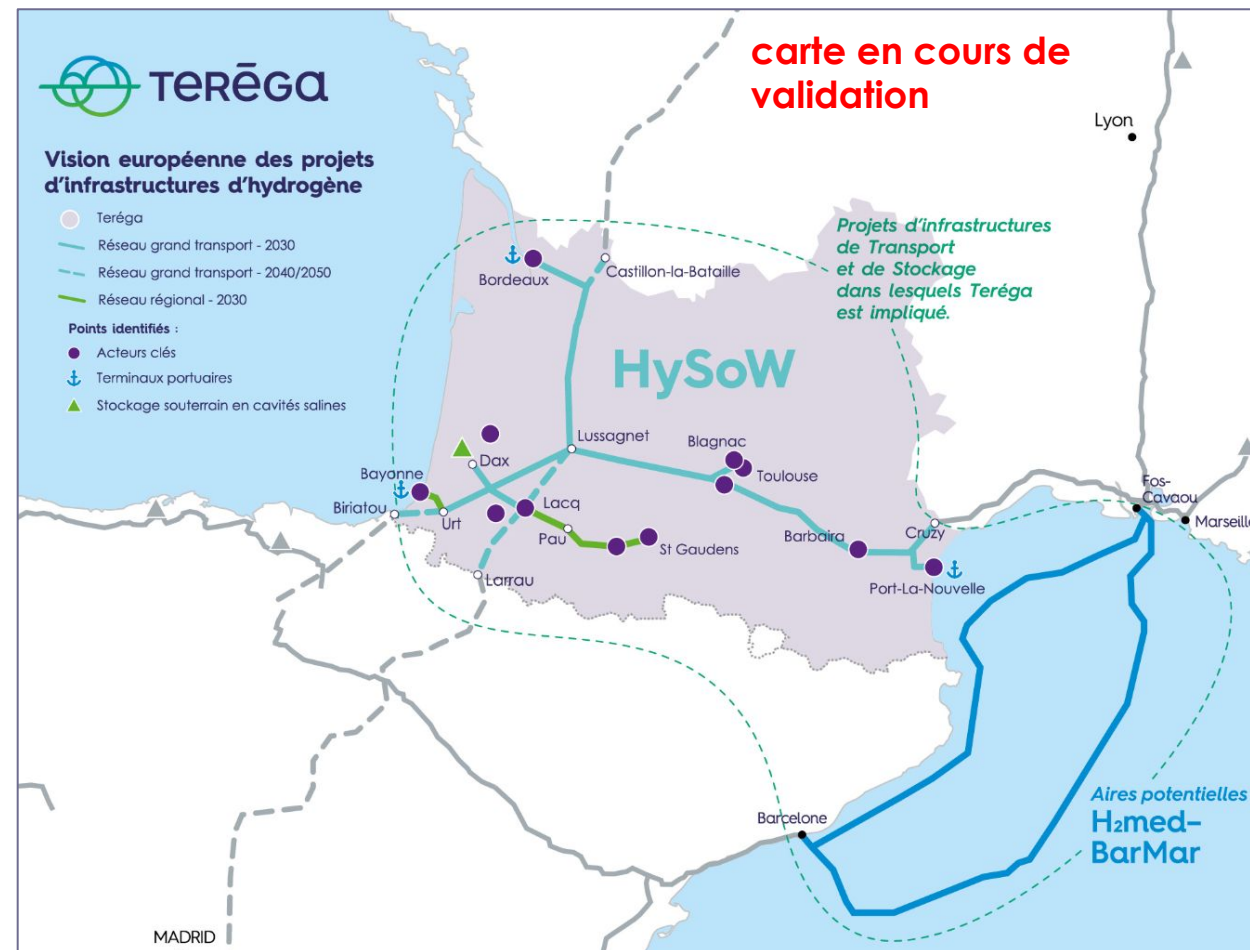 TERĒGA
carte en cours de
validation
Vision européenne des projets
d'infrastructures d'hydrogène
Teréga
Réseau grand transport - 2030
Réseau grand transport - 2040/2050
Réseau régional - 2030
Points identifiés :
Acteurs clés
Terminaux portuaires
Stockage souterrain en cavités salines
Lyon
Projets d'infrastructures
de Transport
et de Stockage
dans lesquels Teréga
est impliqué.
Bordeaux
Castillon-la-Bataille
HySoW
Lussagnet
Blagnac
Toulouse
Dax
Bayonne
Biriatou
Urt
Lacq
Pau
St Gaudens
Larrau
Barbaira
Cruzy
Port-La-Nouvelle
Fos-
Cavaou
Marseille
Barcelone
Aires potentielles
H₂med-
BarMar
MADRID